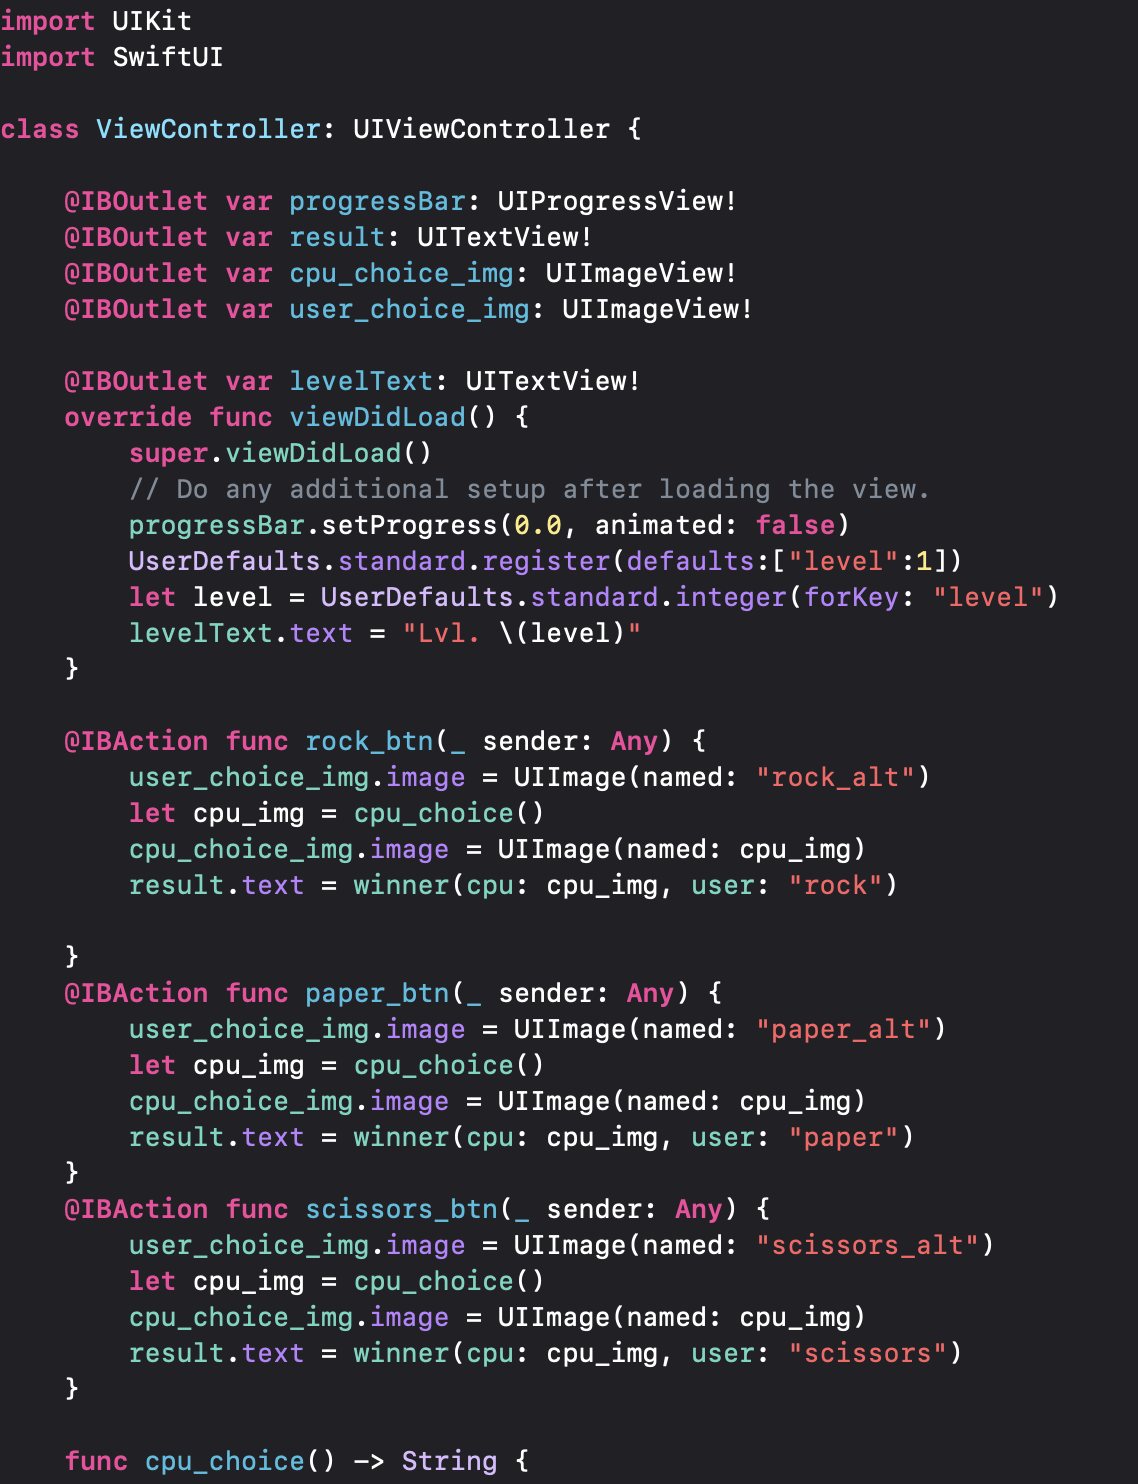 import UIKit
import SwiftUI
class ViewController: UIViewController {
@IBOutlet var progressBar: UIProgressView!
@IBOutlet var result: UITextView!
@IBOutlet var cpu_choice_img: UIImageView!
@IBOutlet var user_choice_img: UIImageView!
@IBOutlet var levelText: UITextView!
override func viewDidLoad() {
super.viewDidLoad()
// Do any additional setup after loading the view.
progressBar.setProgress(0.0, animated: false)
UserDefaults.standard.register(defaults:["level":1])
let level = UserDefaults.standard.integer(forKey: "level")
levelText.text = "Lvl. \(level)"
}
@IBAction func rock_btn(_ sender: Any) {
user_choice_img.image = UIImage(named: "rock_alt")
let cpu_img = cpu_choice()
cpu_choice_img.image = UIImage(named: cpu_img)
result.text = winner(cpu: cpu_img, user: "rock")
}
@IBAction func paper_btn(_ sender: Any) {
user_choice_img.image = UIImage(named: "paper_alt")
let cpu_img = cpu_choice()
cpu_choice_img.image = UIImage(named: cpu_img)
result.text = winner(cpu: cpu_img, user: "paper")
}
@IBAction func scissors_btn(_ sender: Any) {
user_choice_img.image = UIImage(named: "scissors_alt")
let cpu_img = cpu_choice()
cpu_choice_img.image = UIImage(named: cpu_img)
result.text = winner(cpu: cpu_img, user: "scissors")
}
func cpu_choice() -> String {